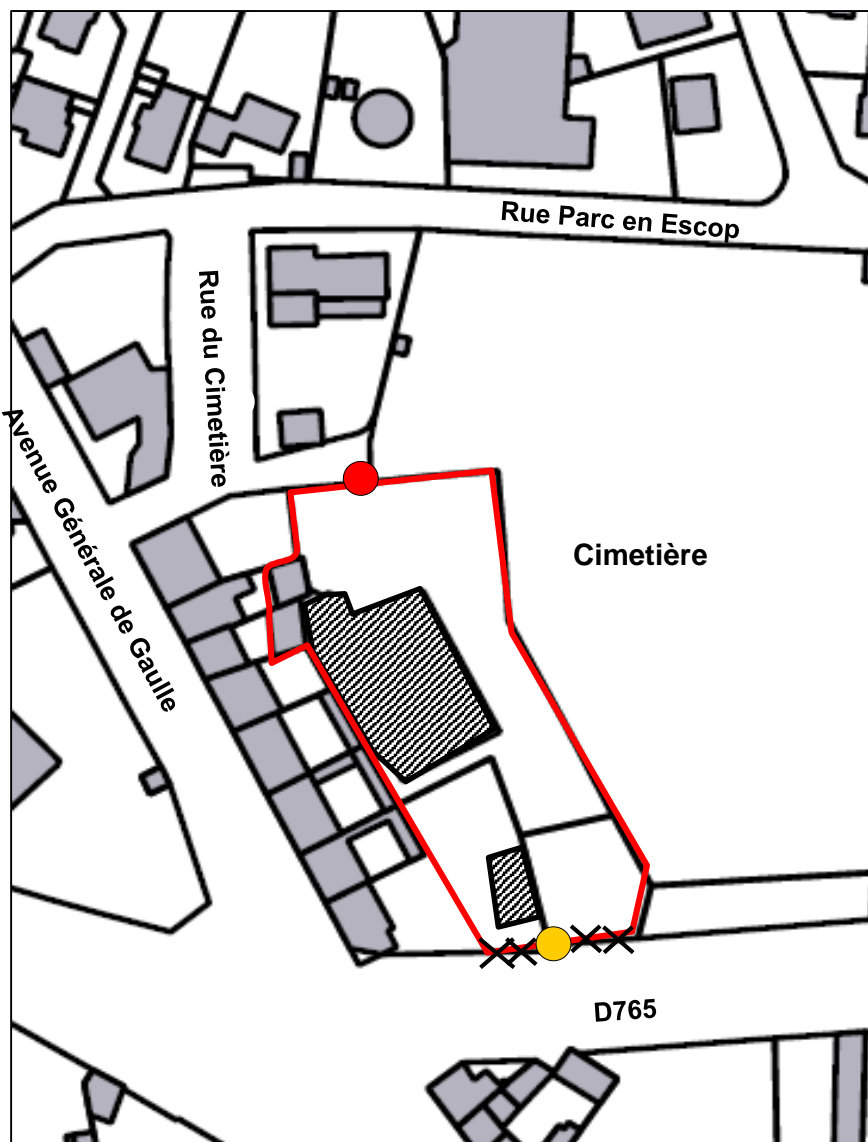 Rue Parc en Escop
Rue du Cimetière
Avenue Générale de Gaulle
Cimetière
D765